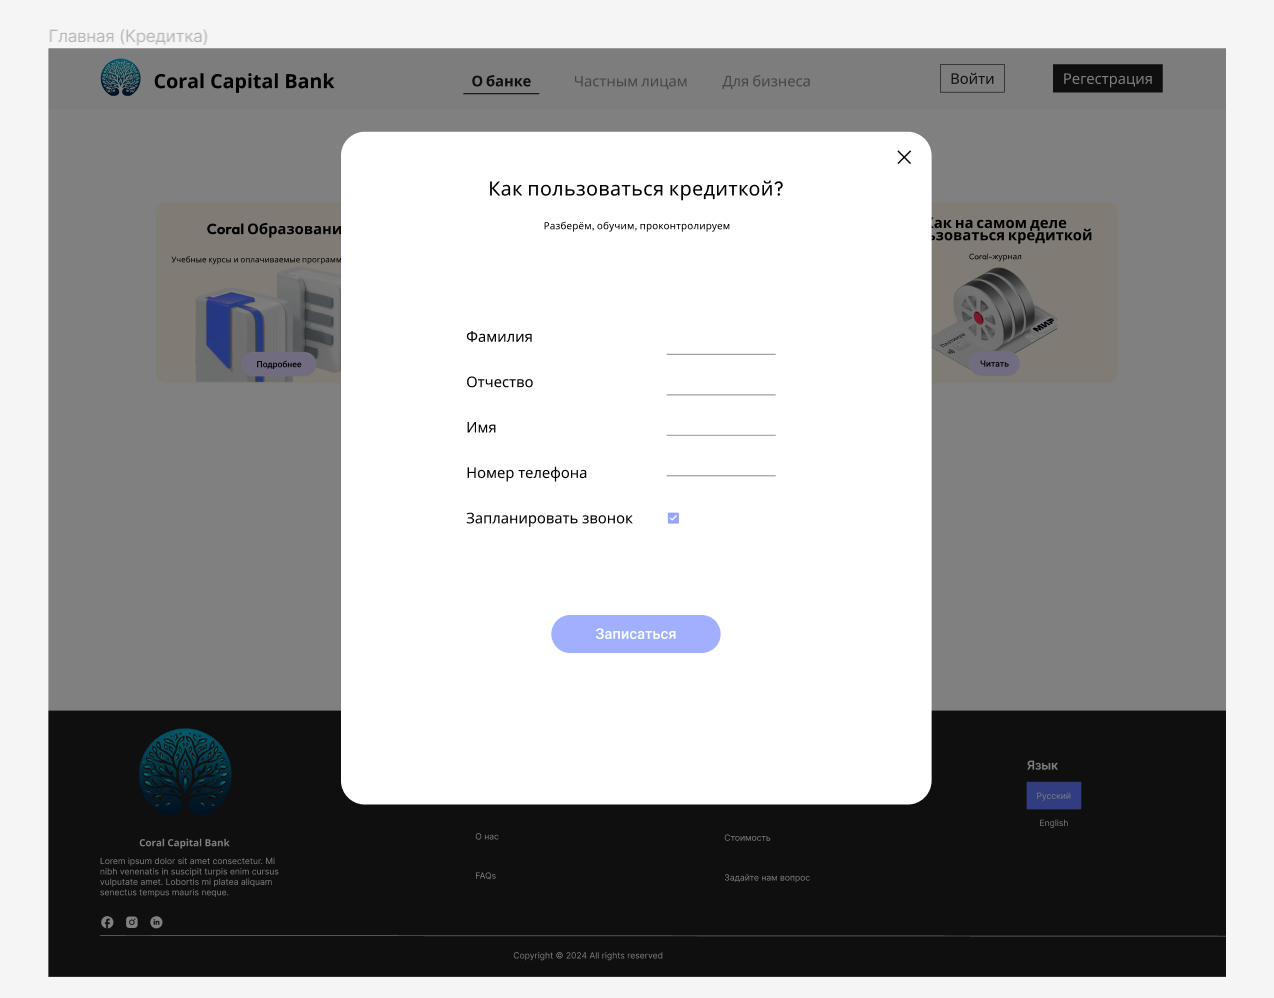 Главная (Кредитка)
Coral Capital Bank
О банке
Частным лицам
Для бизнеса
Войти
Регестрация
Как пользоваться кредиткой?
Разберём, обучим, проконтролируем
Coral Образовани
Учебные курсы и оплачиваемые программ
Подробнее
Как на самом деле
ьзоваться кредиткой
Coral-журнал
МИР
Читать
Фамилия
Отчество
Имя
Номер телефона
Запланировать звонок
Записаться
Coral Capital Bank
Lorem ipsum dolor sit amet consectetur. Mi
nibh venenatis in suscipit turpis enim cursus
vulputate amet. Lobortis mi platea aliquam
senectus tempus mauris neque.
О нас
FAQs
Стоимость
Задайте нам вопрос
Язык
Русский
English
Copyright © 2024 All rights reserved